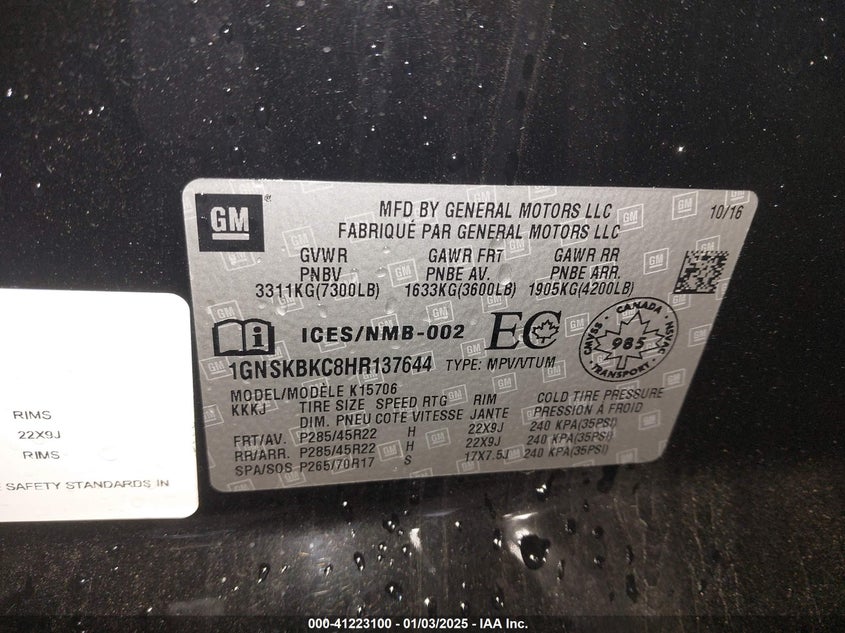 GM
MFD BY GENERAL MOTORS LLC
FABRIQUÉ PAR GENERAL MOTORS LLC
10/16
GVWR GAWR FRT GAWR RR
PNBV PNBE AV. PNBE ARR.
3311KG(7300LB) 1633KG(3600LB) 1905KG(4200LB)
i ICES/NMB-002 EC
CANADA
NMVSS
985
TRANSPORT
SVNAC
1GNSKBKC8HR137644 TYPE: MPV/VTUM
MODEL/MODÈLE K15706
KKKJ TIRE SIZE SPEED RTG RIM COLD TIRE PRESSURE
DIM. PNEU COTE VITESSE JANTE PRESSION À FROID
FRT/AV. P285/45R22 H 22X9J 240 KPA(35PSI)
RR/ARR. P285/45R22 H 22X9J 240 KPA(35PSI)
SPA/SOS P265/70R17 S 17X7.5J 240 KPA(35PSI)
RIMS
22X9J
RIMS
SAFETY STANDARDS IN
000-41223100 - 01/03/2025 - IAA Inc.